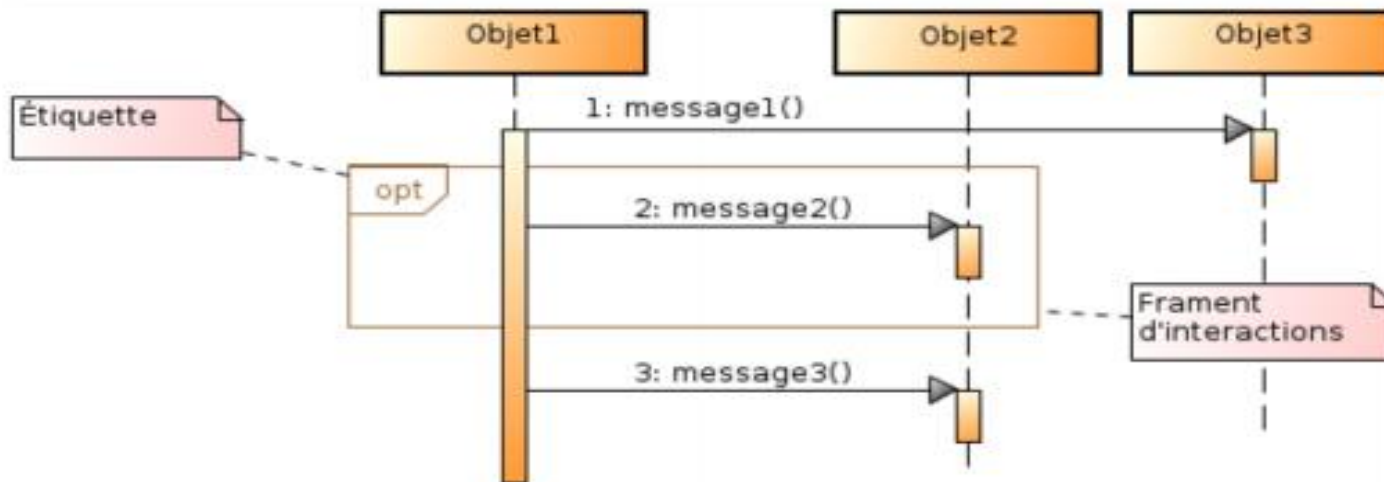 Objet1
Objet2
Objet3
1: message1()
Étiquette
opt
2: message2()
Frament
d'interactions
3: message3()